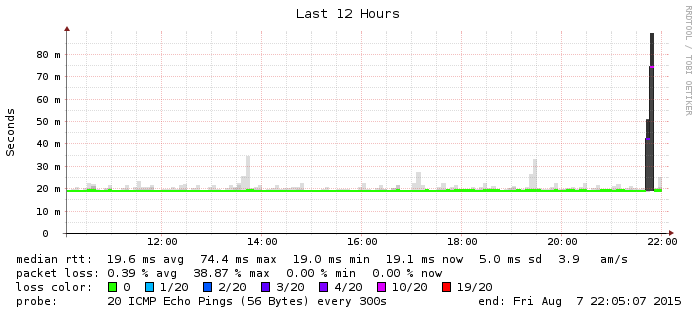 Last 12 Hours
RRDTOOL / TOBI OETIKER
Seconds
80 m
70 m
60 m
50 m
40 m
30 m
20 m
10 m
0
12:00 14:00 16:00 18:00 20:00 22:00
median rtt: 19.6 ms avg 74.4 ms max 19.0 ms min 19.1 ms now 5.0 ms sd 3.9 am/s
packet loss: 0.39 % avg 38.87 % max 0.00 % min 0.00 % now
loss color: 0 1/20 2/20 3/20 4/20 10/20 19/20
probe: 20 ICMP Echo Pings (56 Bytes) every 300s end: Fri Aug 7 22:05:07 2015